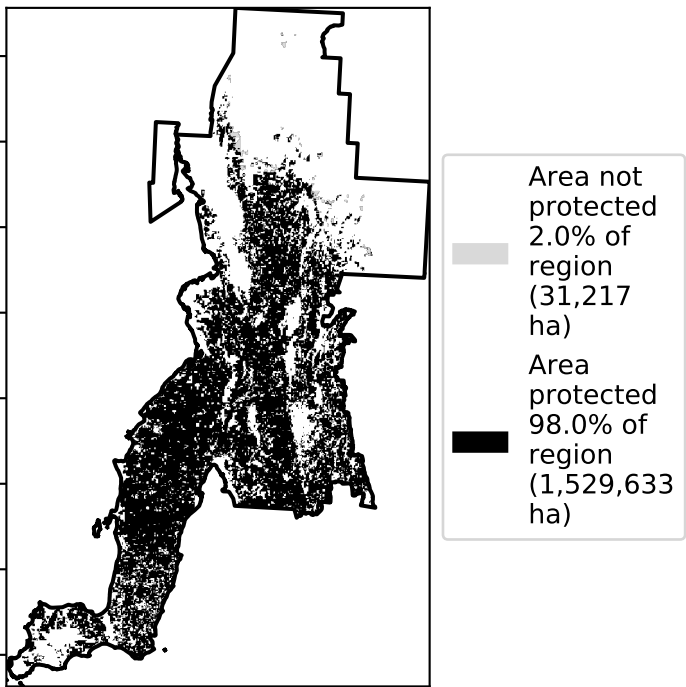 Area not
protected
2.0% of
region
(31,217
ha)
Area
protected
98.0% of
region
(1,529,633
ha)